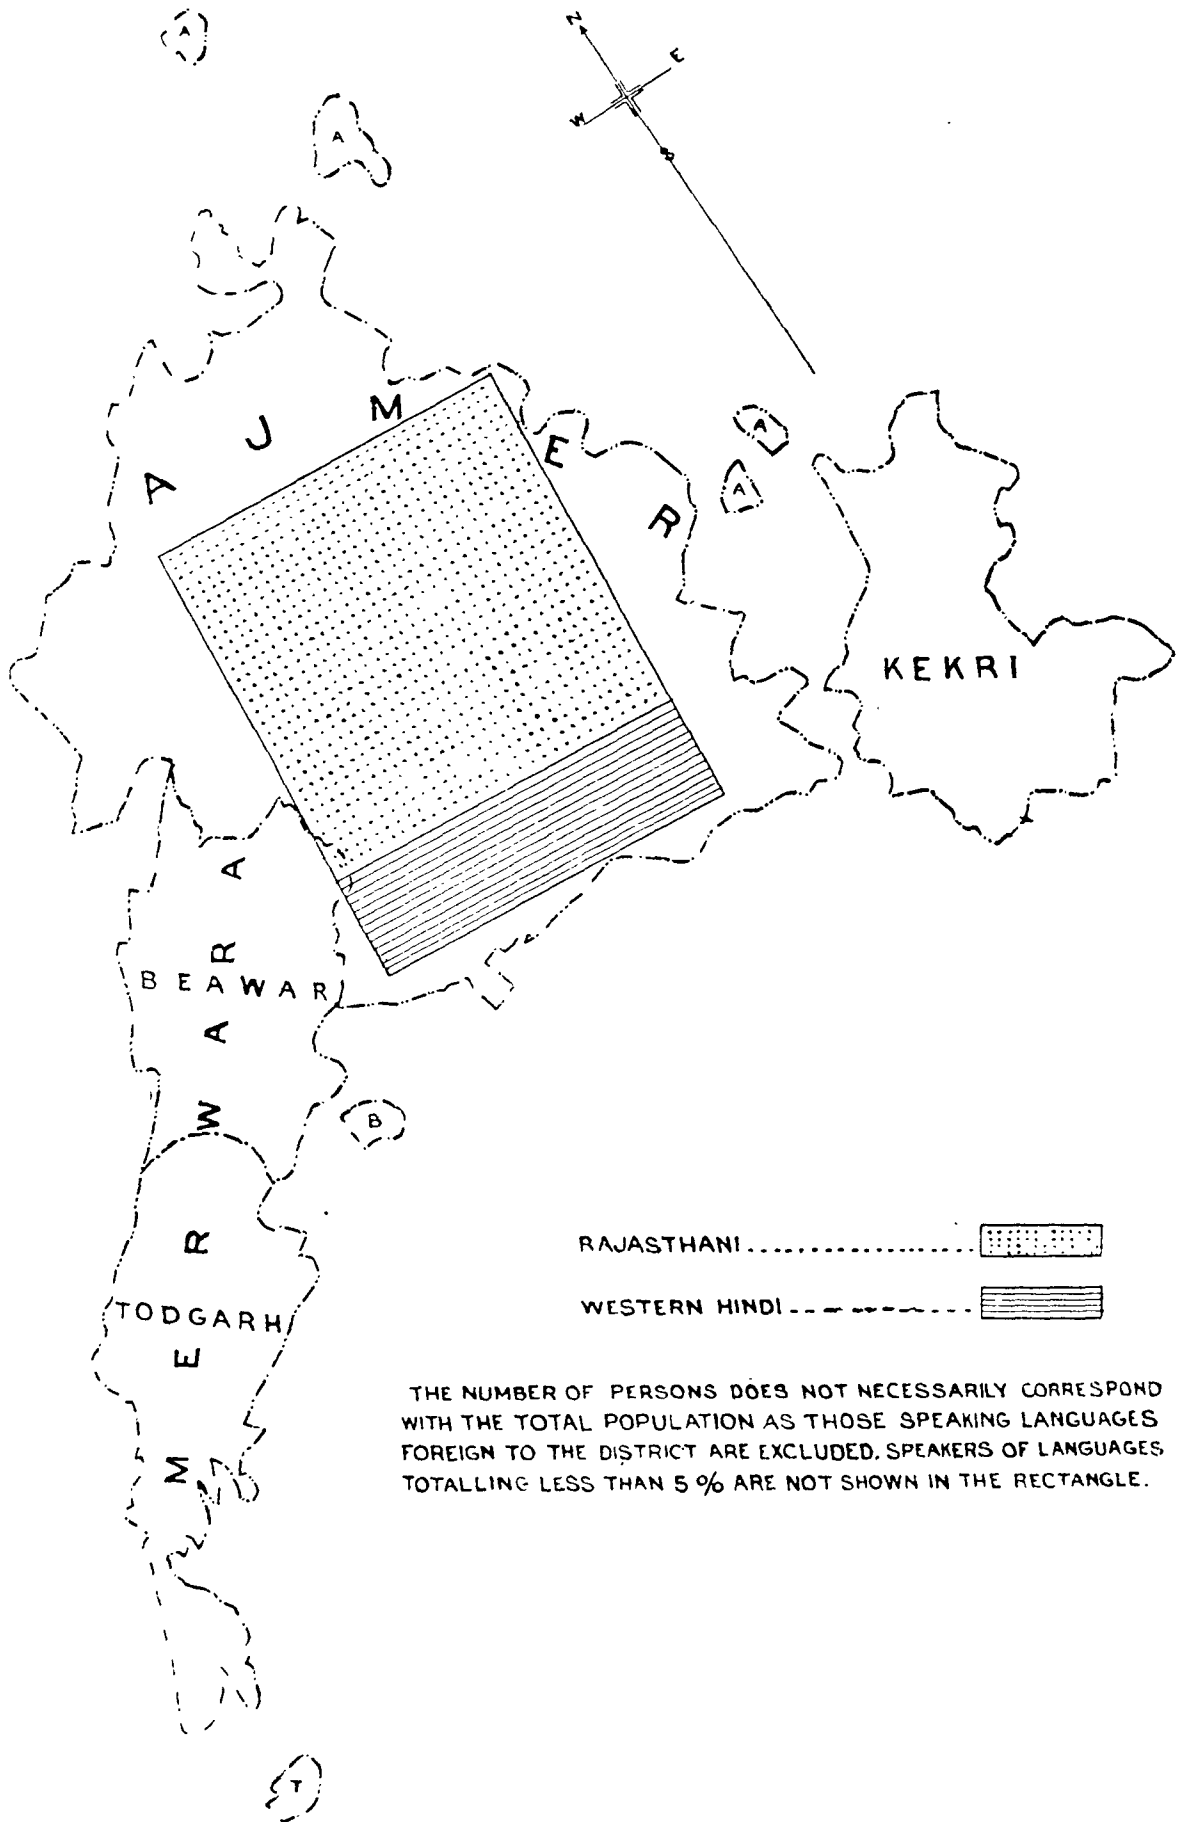 A
N
E
W
S
A
A J M E R
A
A
KEKRI
MERWARA
BEAWAR
B
RAJASTHANI
WESTERN HINDI
TODGARH
THE NUMBER OF PERSONS DOES NOT NECESSARILY CORRESPOND
WITH THE TOTAL POPULATION AS THOSE SPEAKING LANGUAGES
FOREIGN TO THE DISTRICT ARE EXCLUDED. SPEAKERS OF LANGUAGES
TOTALLING LESS THAN 5 % ARE NOT SHOWN IN THE RECTANGLE.
T